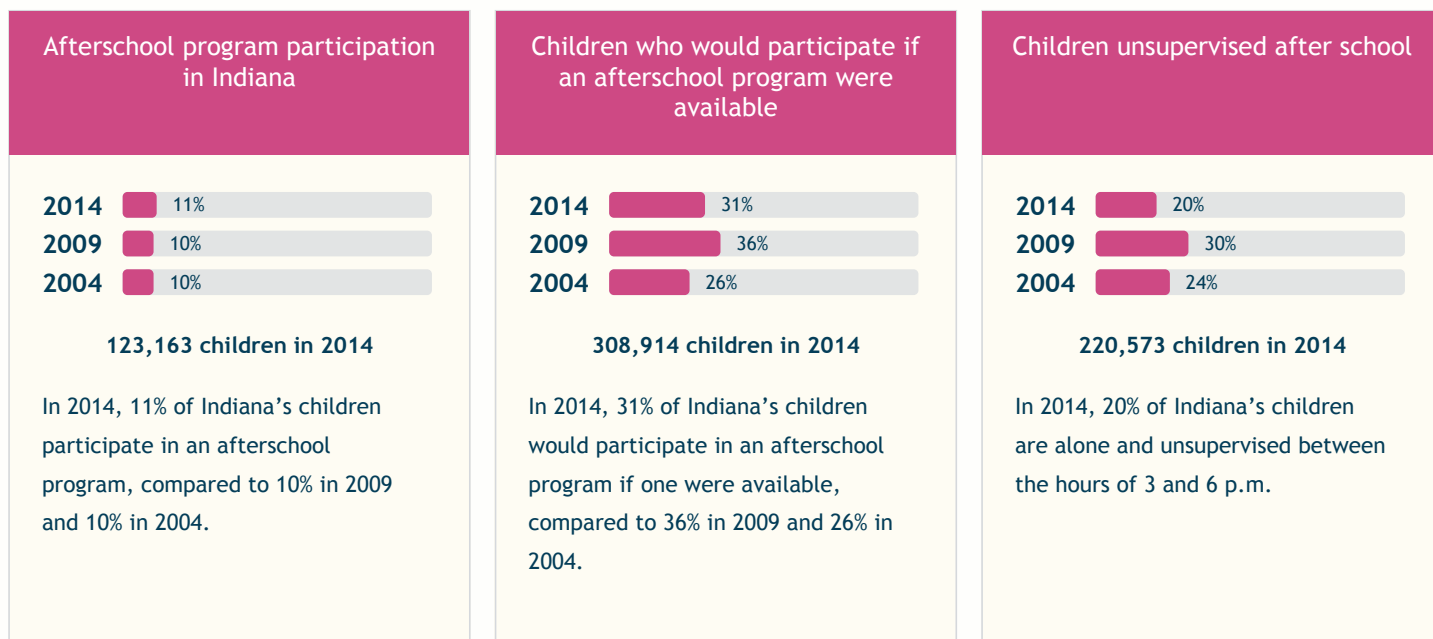 Afterschool program participation
in Indiana
2014 11%
2009 10%
2004 10%
123,163 children in 2014
In 2014, 11% of Indiana’s children
participate in an afterschool
program, compared to 10% in 2009
and 10% in 2004.
Children who would participate if
an afterschool program were
available
2014 31%
2009 36%
2004 26%
308,914 children in 2014
In 2014, 31% of Indiana’s children
would participate in an afterschool
program if one were available,
compared to 36% in 2009 and 26% in
2004.
Children unsupervised after school
2014 20%
2009 30%
2004 24%
220,573 children in 2014
In 2014, 20% of Indiana’s children
are alone and unsupervised between
the hours of 3 and 6 p.m.